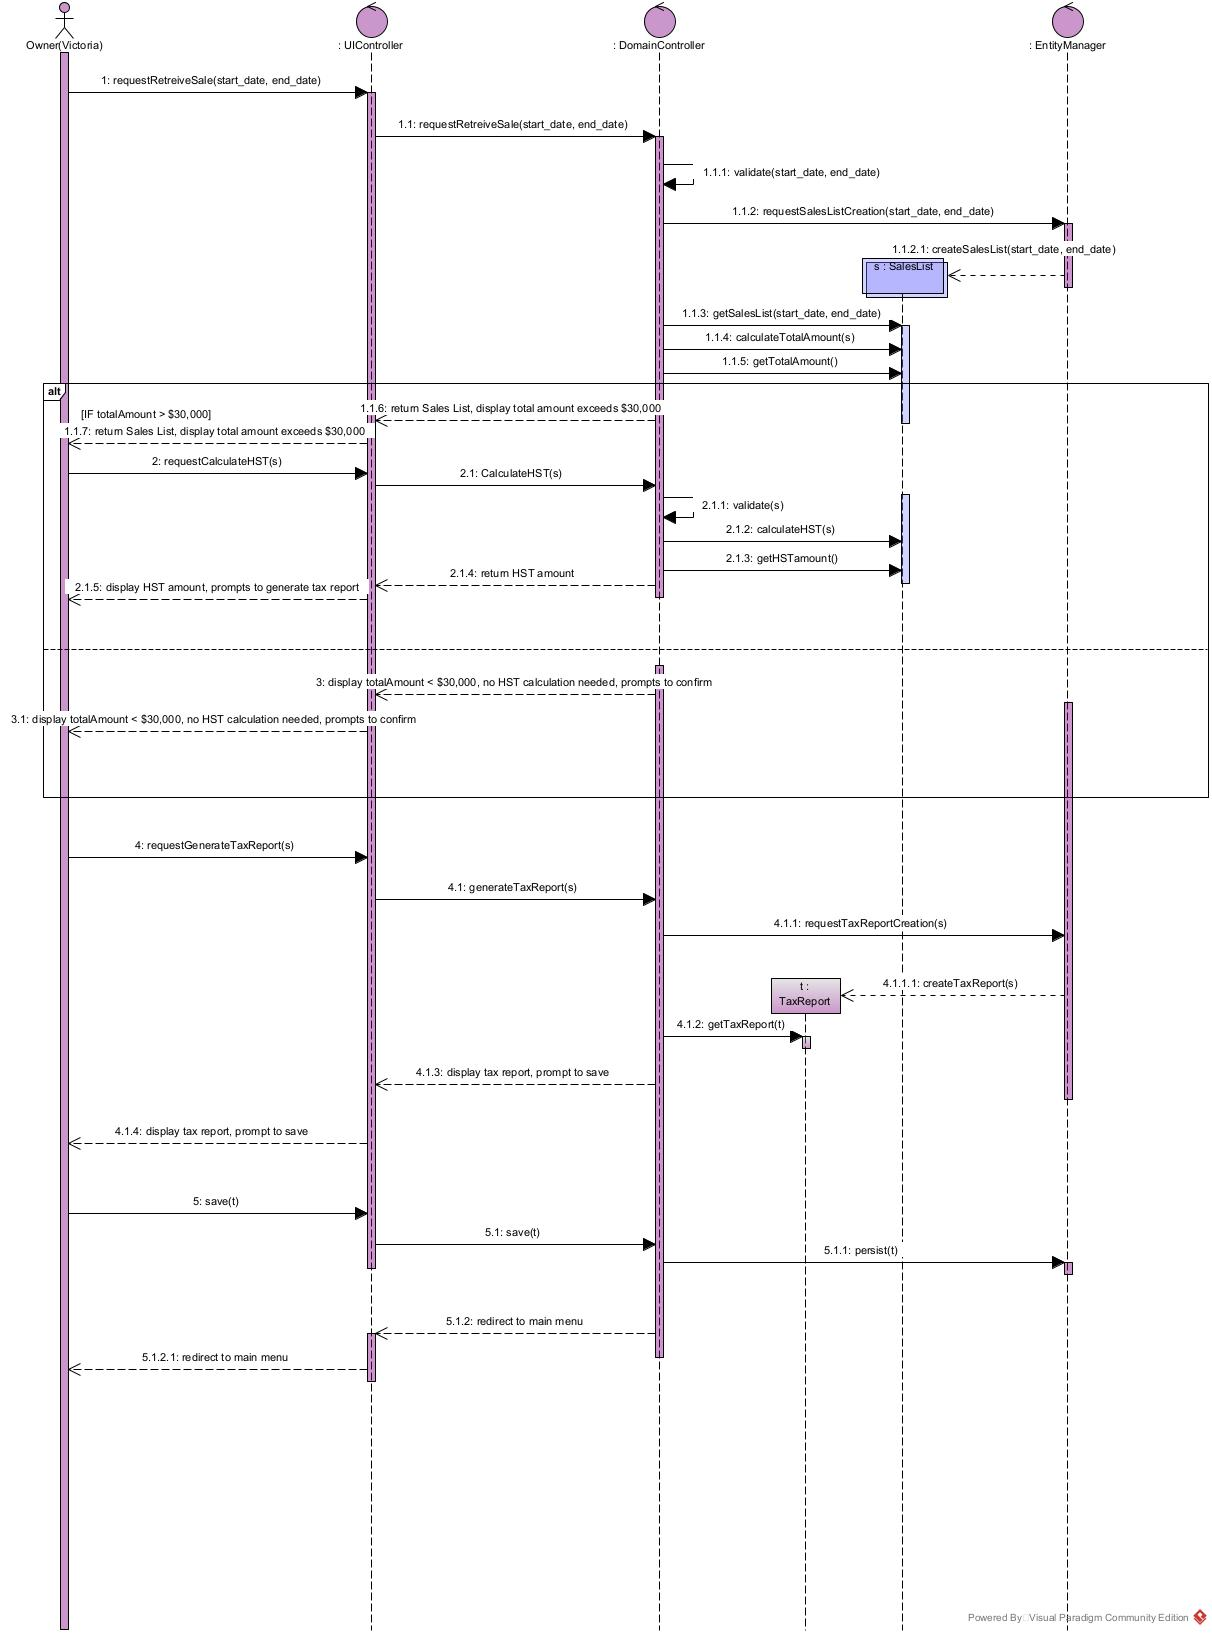 Owner(Victoria)
: UIController
: DomainController
: EntityManager
1: requestRetreiveSale(start_date, end_date)
1.1: requestRetreiveSale(start_date, end_date)
1.1.1: validate(start_date, end_date)
1.1.2: requestSalesListCreation(start_date, end_date)
1.1.2.1: createSalesList(start_date, end_date)
s : SalesList
1.1.3: getSalesList(start_date, end_date)
1.1.4: calculateTotalAmount(s)
1.1.5: getTotalAmount()
alt
1.1.6: return Sales List, display total amount exceeds $30,000
[IF totalAmount > $30,000]
1.1.7: return Sales List, display total amount exceeds $30,000
2: requestCalculateHST(s)
2.1: CalculateHST(s)
2.1.1: validate(s)
2.1.2: calculateHST(s)
2.1.3: getHSTamount()
2.1.4: return HST amount
2.1.5: display HST amount, prompts to generate tax report
3: display totalAmount < $30,000, no HST calculation needed, prompts to confirm
3.1: display totalAmount < $30,000, no HST calculation needed, prompts to confirm
4: requestGenerateTaxReport(s)
4.1: generateTaxReport(s)
4.1.1: requestTaxReportCreation(s)
4.1.1.1: createTaxReport(s)
t :
TaxReport
4.1.2: getTaxReport(t)
4.1.3: display tax report, prompt to save
4.1.4: display tax report, prompt to save
5: save(t)
5.1: save(t)
5.1.1: persist(t)
5.1.2: redirect to main menu
5.1.2.1: redirect to main menu
Powered By Visual Paradigm Community Edition